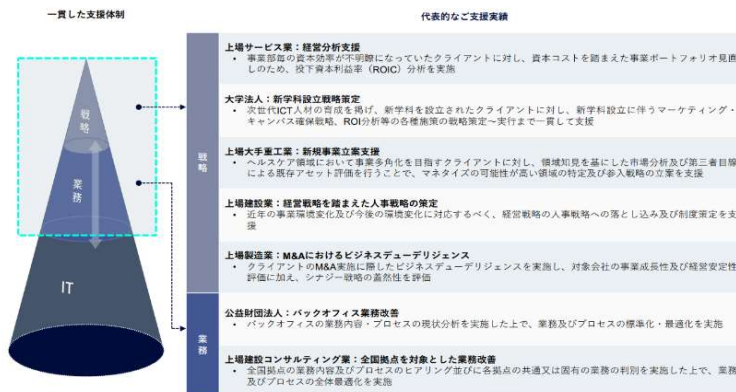 一貫した支援体制
代表的なご支援実績
戦略
業務
IT
戦略
上場サービス業：経営分析支援
• 事業部毎の資本効率が不明瞭になっていたクライアントに対し、資本コストを踏まえた事業ポートフォリオ見直
しのため、投下資本利益率（ROIC）分析を実施
大学法人：新学科設立戦略策定
• 次世代ICT人材の育成を掲げ、新学科を設立されたクライアントに対し、新学科設立に伴うマーケティング・
キャンパス確保戦略、ROI分析等の各種施策の戦略策定～実行まで一貫して支援
上場大手重工業：新規事業立案支援
• ヘルスケア領域において事業多角化を目指すクライアントに対し、領域知見を基にした市場分析及び第三者目線
による既存アセット評価を行うことで、マネタイズの可能性が高い領域の特定及び参入戦略の立案を支援
上場建設業：経営戦略を踏まえた人事戦略の策定
• 近年の事業環境変化及び今後の環境変化に対応するべく、経営戦略の人事戦略への落とし込み及び制度策定を支
援
上場製造業：M&Aにおけるビジネスデューデリジェンス
• クライアントのM&A実施に際したビジネスデューデリジェンスを実施し、対象会社の事業成長性及び経営安定性
評価に加え、シナジー戦略の蓋然性を評価
業務
公益財団法人：バックオフィス業務改善
• バックオフィスの業務内容・プロセスの現状分析を実施した上で、業務及びプロセスの標準化・最適化を実施
上場建設コンサルティング業：全国拠点を対象とした業務改善
• 全国拠点の業務内容及びプロセスのヒアリング並びに各拠点の共通又は固有の業務の判別を実施した上で、業務
及びプロセスの全体最適化を実施